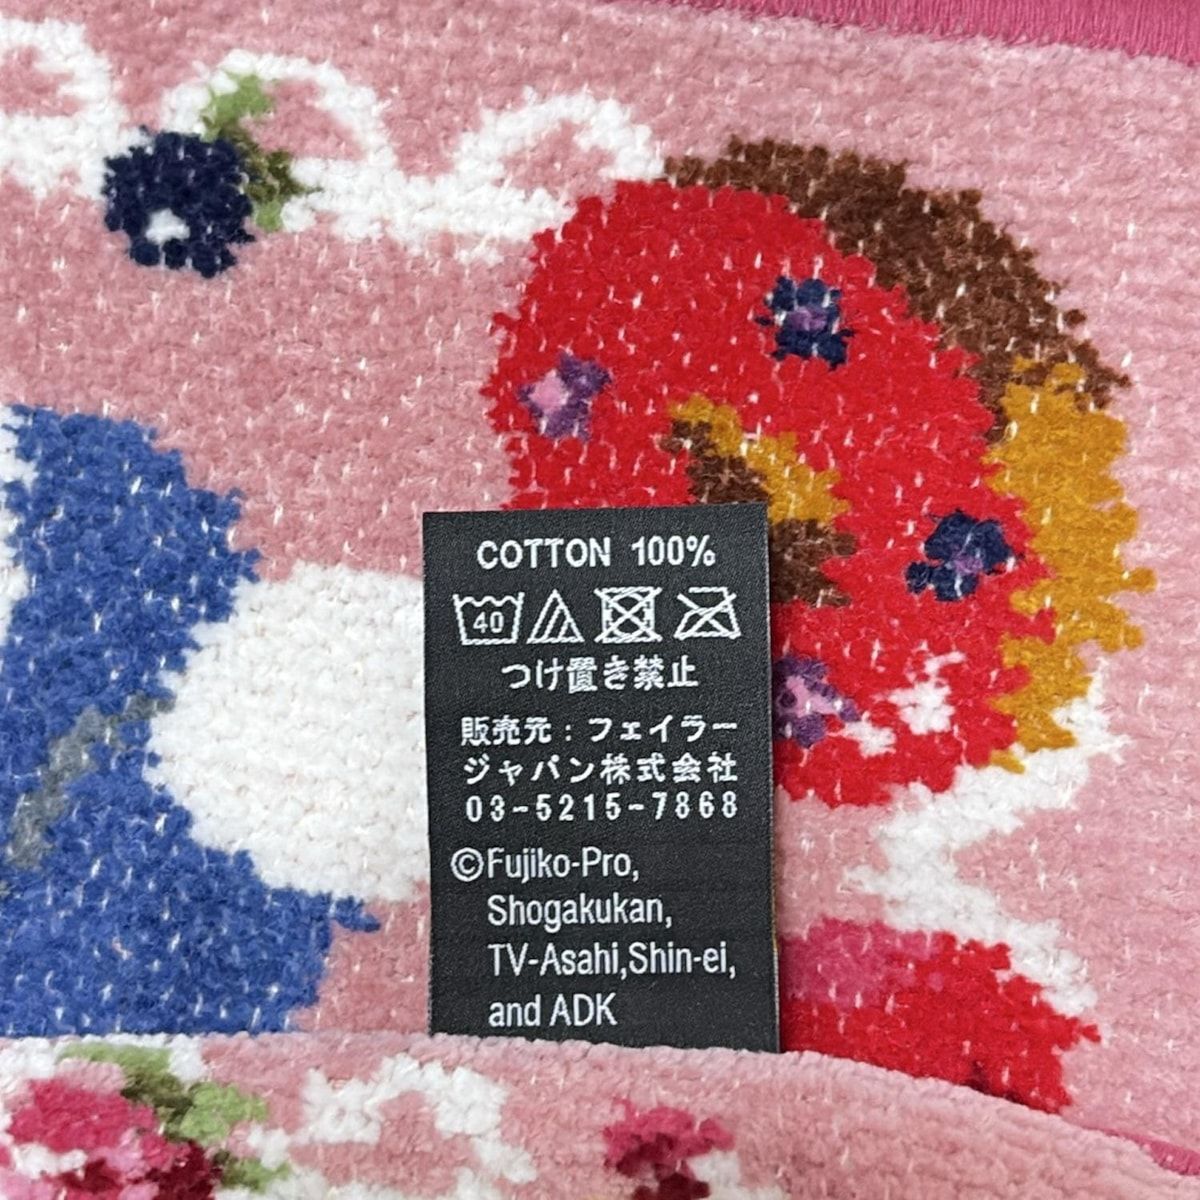 COTTON 100%
40
つけ置き禁止
販売元：フェイラー
ジャパン株式会社
03-5215-7868
©Fujiko-Pro,
Shogakukan,
TV-Asahi,Shin-ei,
and ADK